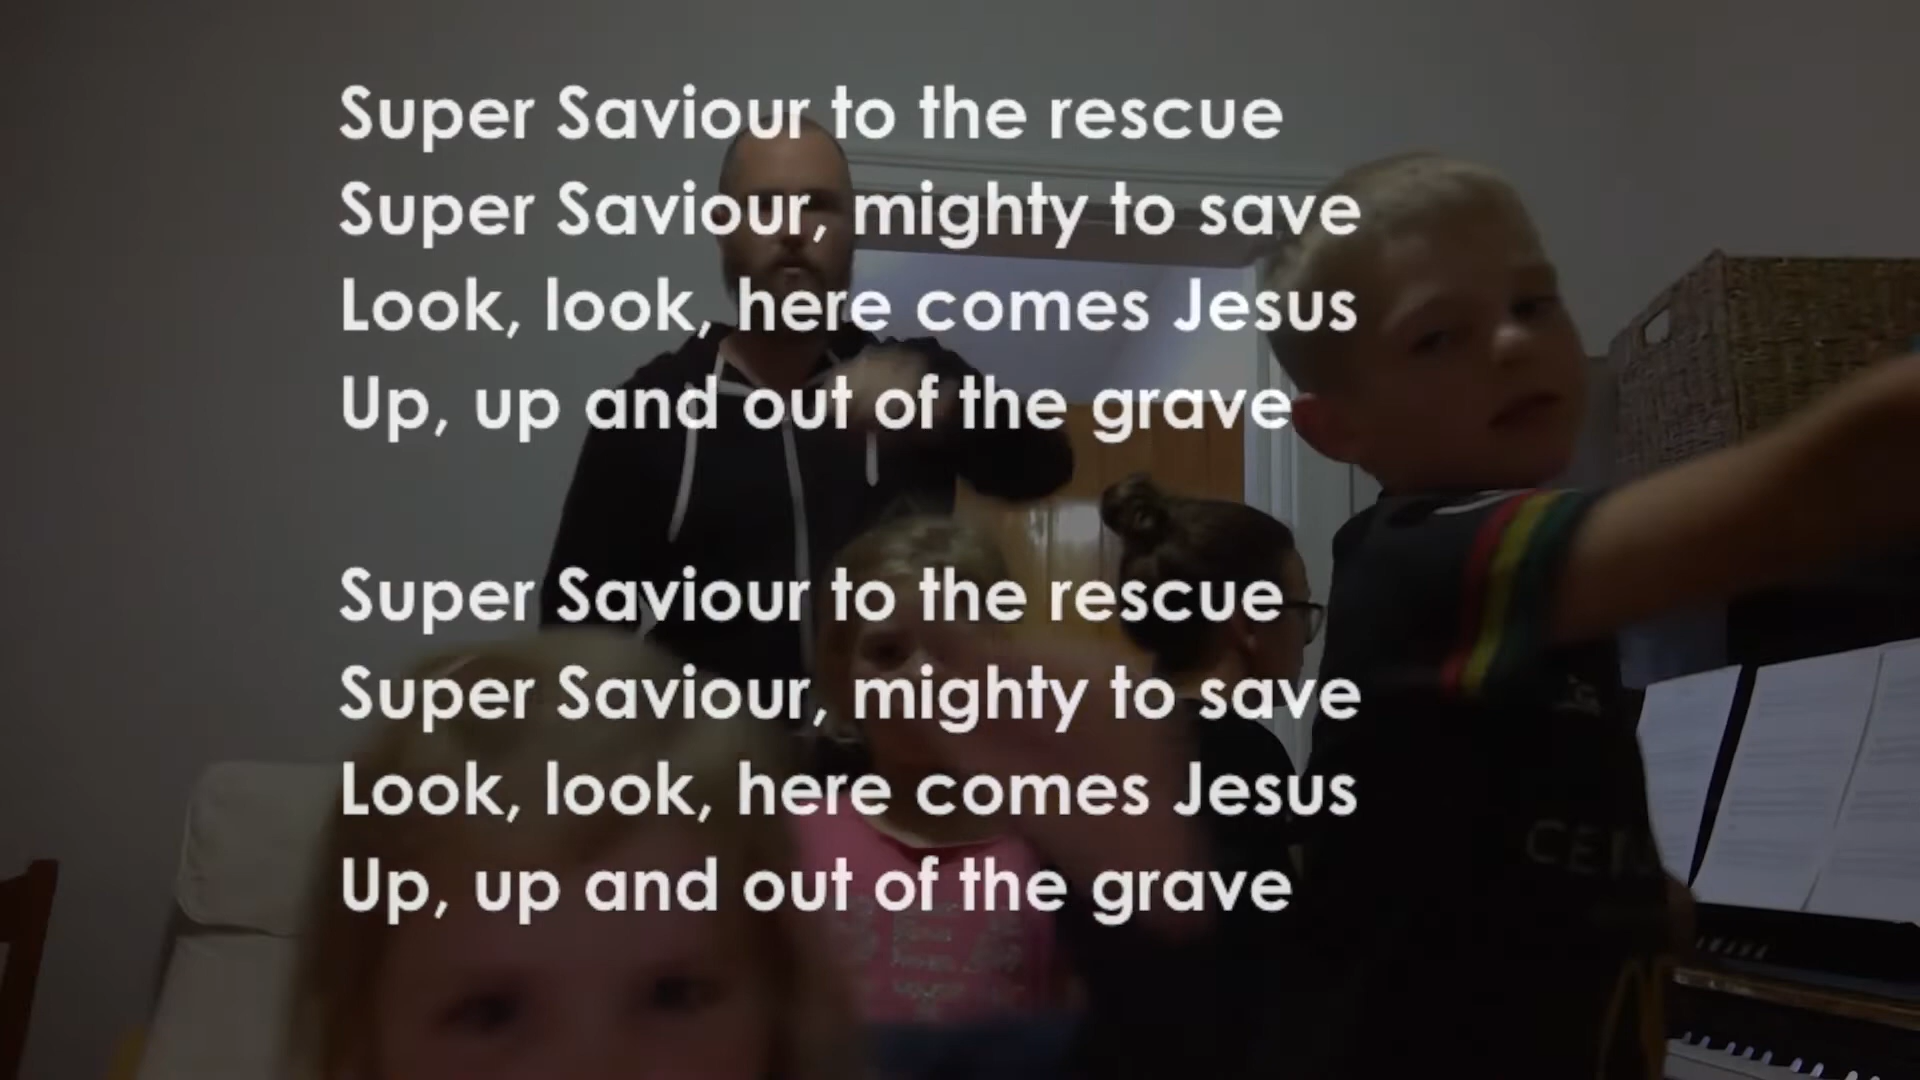 Super Saviour to the rescue
Super Saviour, mighty to save
Look, look, here comes Jesus
Up, up and out of the grave
Super Saviour to the rescue
Super Saviour, mighty to save
Look, look, here comes Jesus
Up, up and out of the grave